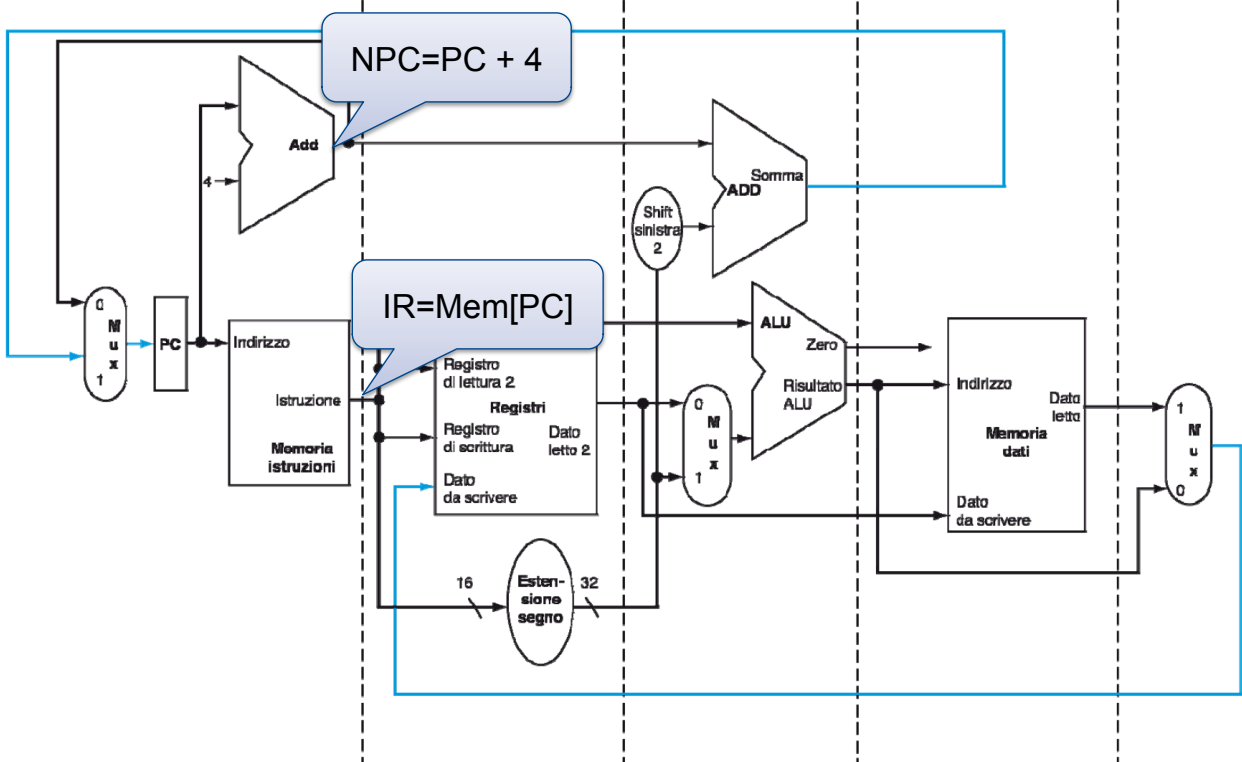 NPC=PC + 4
Add
4
Somma
ADD
Shift
sinistra
2
IR=Mem[PC]
0
M
u
x
1
PC
Indirizzo
Istruzione
Memoria
istruzioni
Registro
di lettura 2
Registri
Registro
di scrittura
Dato
letto 2
Dato
da scrivere
16
Esten-
sione
segno
32
0
M
u
x
1
ALU
Zero
Risultato
ALU
Indirizzo
Dato
letto
Memoria
dati
Dato
da scrivere
1
M
u
x
0